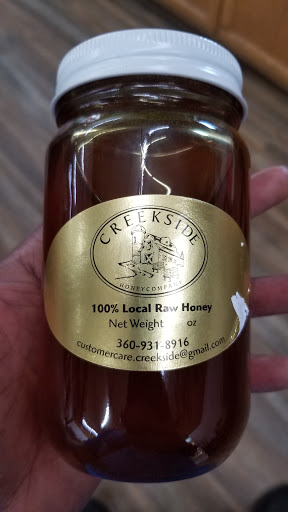 CREEKSIDE
HONEY COMPANY
100% Local Raw Honey
Net Weight oz
360-931-8916
customercare.creekside@gmail.com